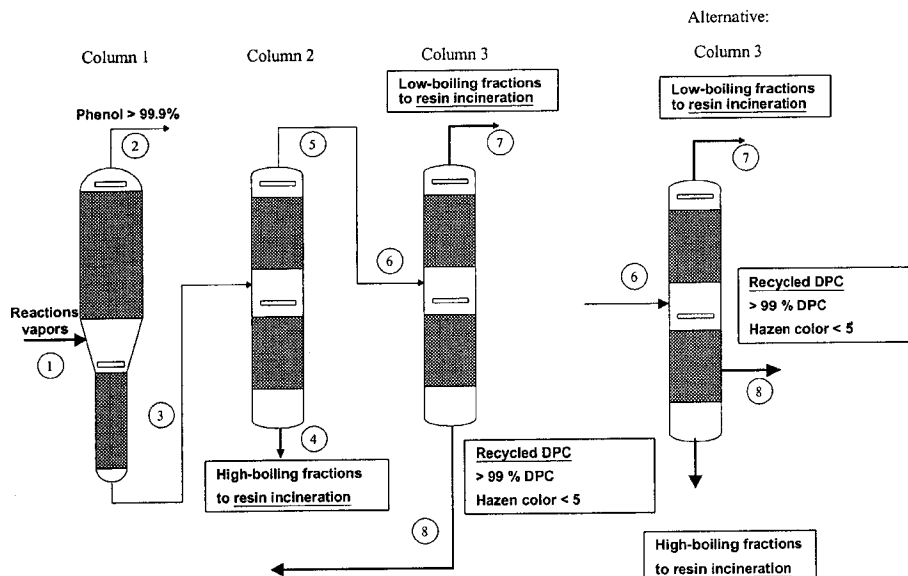 Alternative:
Column 1
Column 2
Column 3
Column 3
Low-boiling fractions
to resin incineration
Low-boiling fractions
to resin incineration
Phenol > 99.9%
2
5
7
7
6
6
Reactions
vapors
1
3
4
Recycled DPC
> 99 % DPC
Hazen color < 5
8
High-boiling fractions
to resin incineration
Recycled DPC
> 99 % DPC
Hazen color < 5
8
High-boiling fractions
to resin incineration